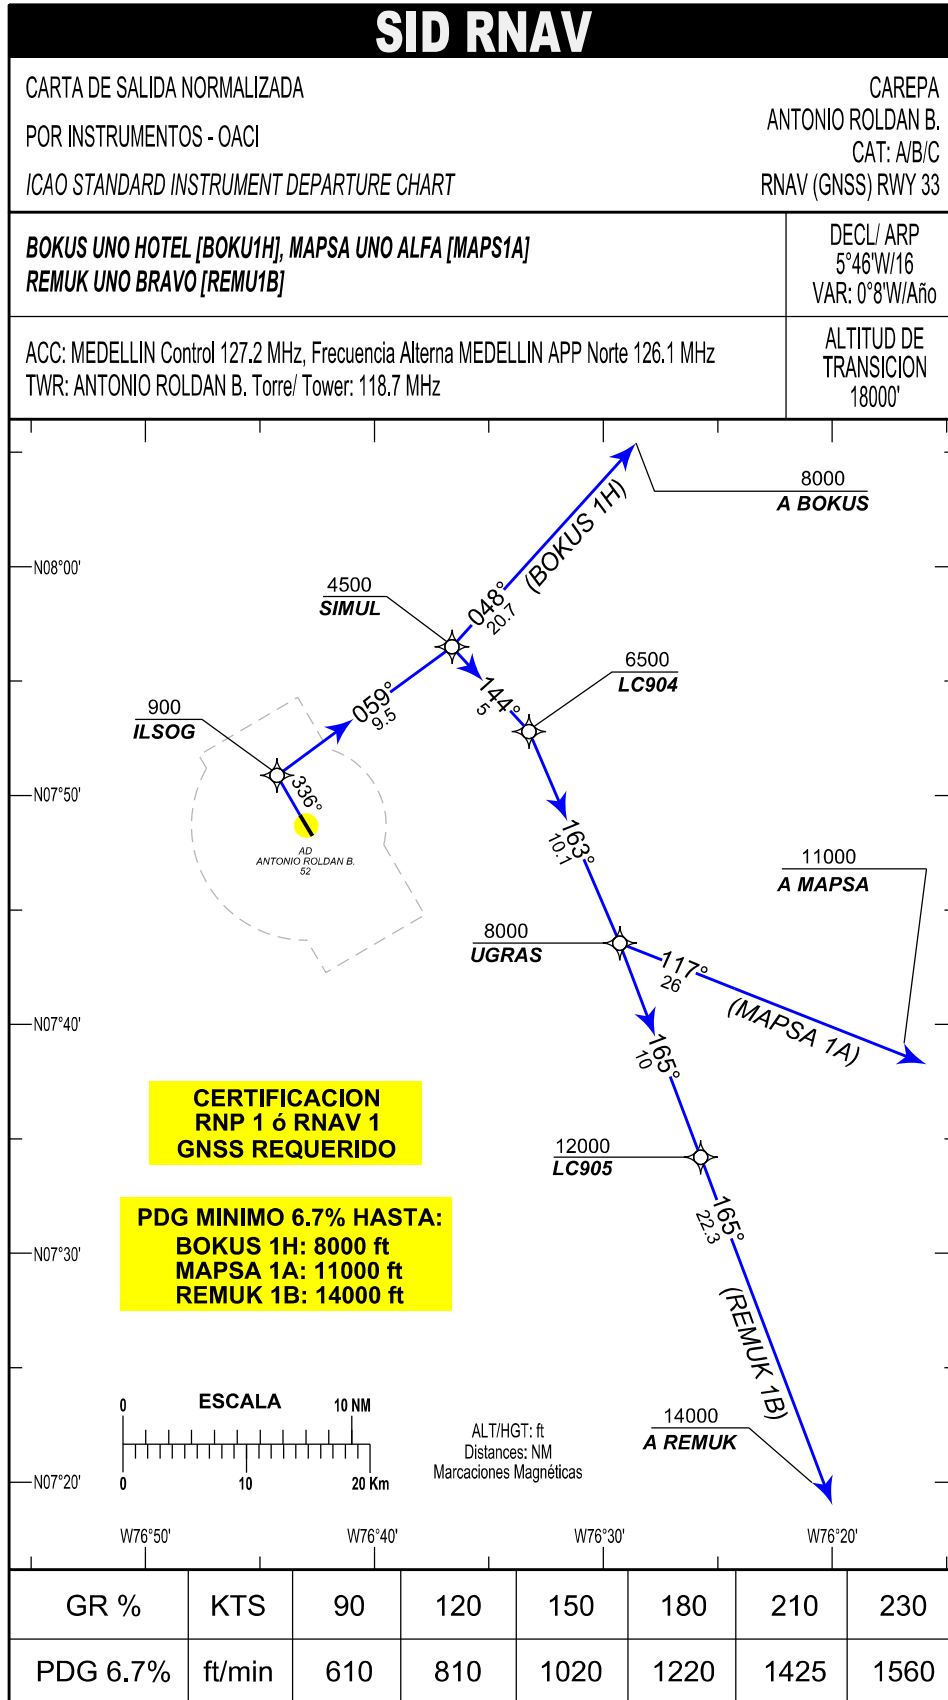 SID RNAV
CARTA DE SALIDA NORMALIZADA
POR INSTRUMENTOS - OACI
ICAO STANDARD INSTRUMENT DEPARTURE CHART
CAREPA
ANTONIO ROLDAN B.
CAT: A/B/C
RNAV (GNSS) RWY 33
BOKUS UNO HOTEL [BOKU1H], MAPSA UNO ALFA [MAPS1A]
REMUK UNO BRAVO [REMU1B]
DECL/ ARP
5°46'W/16
VAR: 0°8'W/Año
ACC: MEDELLIN Control 127.2 MHz, Frecuencia Alterna MEDELLIN APP Norte 126.1 MHz
TWR: ANTONIO ROLDAN B. Torre/ Tower: 118.7 MHz
ALTITUD DE
TRANSICION
18000'
8000
A BOKUS
(BOKUS 1H)
N08°00'
4500
SIMUL
048°
20.7
6500
LC904
144°
5
059°
9.5
900
ILSOG
336°
N07°50'
AD
ANTONIO ROLDAN B.
52
163°
10.1
11000
A MAPSA
8000
UGRAS
117°
26
(MAPSA 1A)
N07°40'
165°
10
CERTIFICACION
RNP 1 ó RNAV 1
GNSS REQUERIDO
12000
LC905
PDG MINIMO 6.7% HASTA:
BOKUS 1H: 8000 ft
MAPSA 1A: 11000 ft
REMUK 1B: 14000 ft
165°
22.3
N07°30'
(REMUK 1B)
0 ESCALA 10 NM
0 10 20 Km
ALT/HGT: ft
Distances: NM
Marcaciones Magnéticas
14000
A REMUK
N07°20'
W76°50' W76°40' W76°30' W76°20'
GR % KTS 90 120 150 180 210 230
PDG 6.7% ft/min 610 810 1020 1220 1425 1560